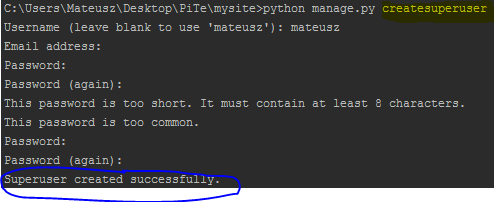 C:\Users\Mateusz\Desktop\PiTe\mysite>python manage.py createsuperuser
Username (leave blank to use 'mateusz'): mateusz
Email address:
Password:
Password (again):
This password is too short. It must contain at least 8 characters.
This password is too common.
Password:
Password (again):
Superuser created successfully.